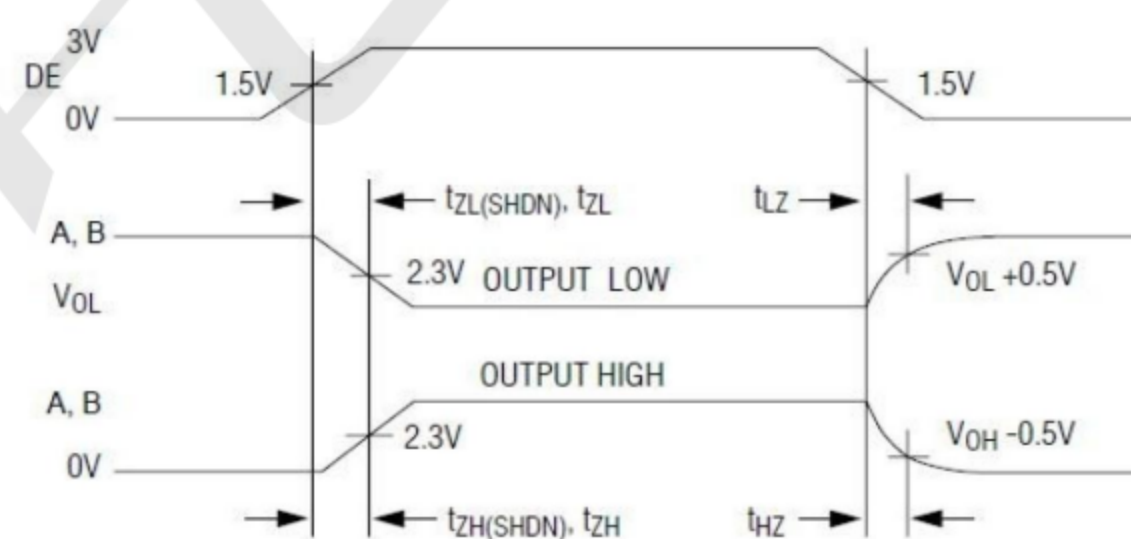 3V
DE
1.5V
1.5V
0V
tZL(SHDN), tZL
tLZ
A, B
2.3V
OUTPUT LOW
VOL +0.5V
VOL
OUTPUT HIGH
A, B
2.3V
VOH -0.5V
0V
tZH(SHDN), tZH
tHZ